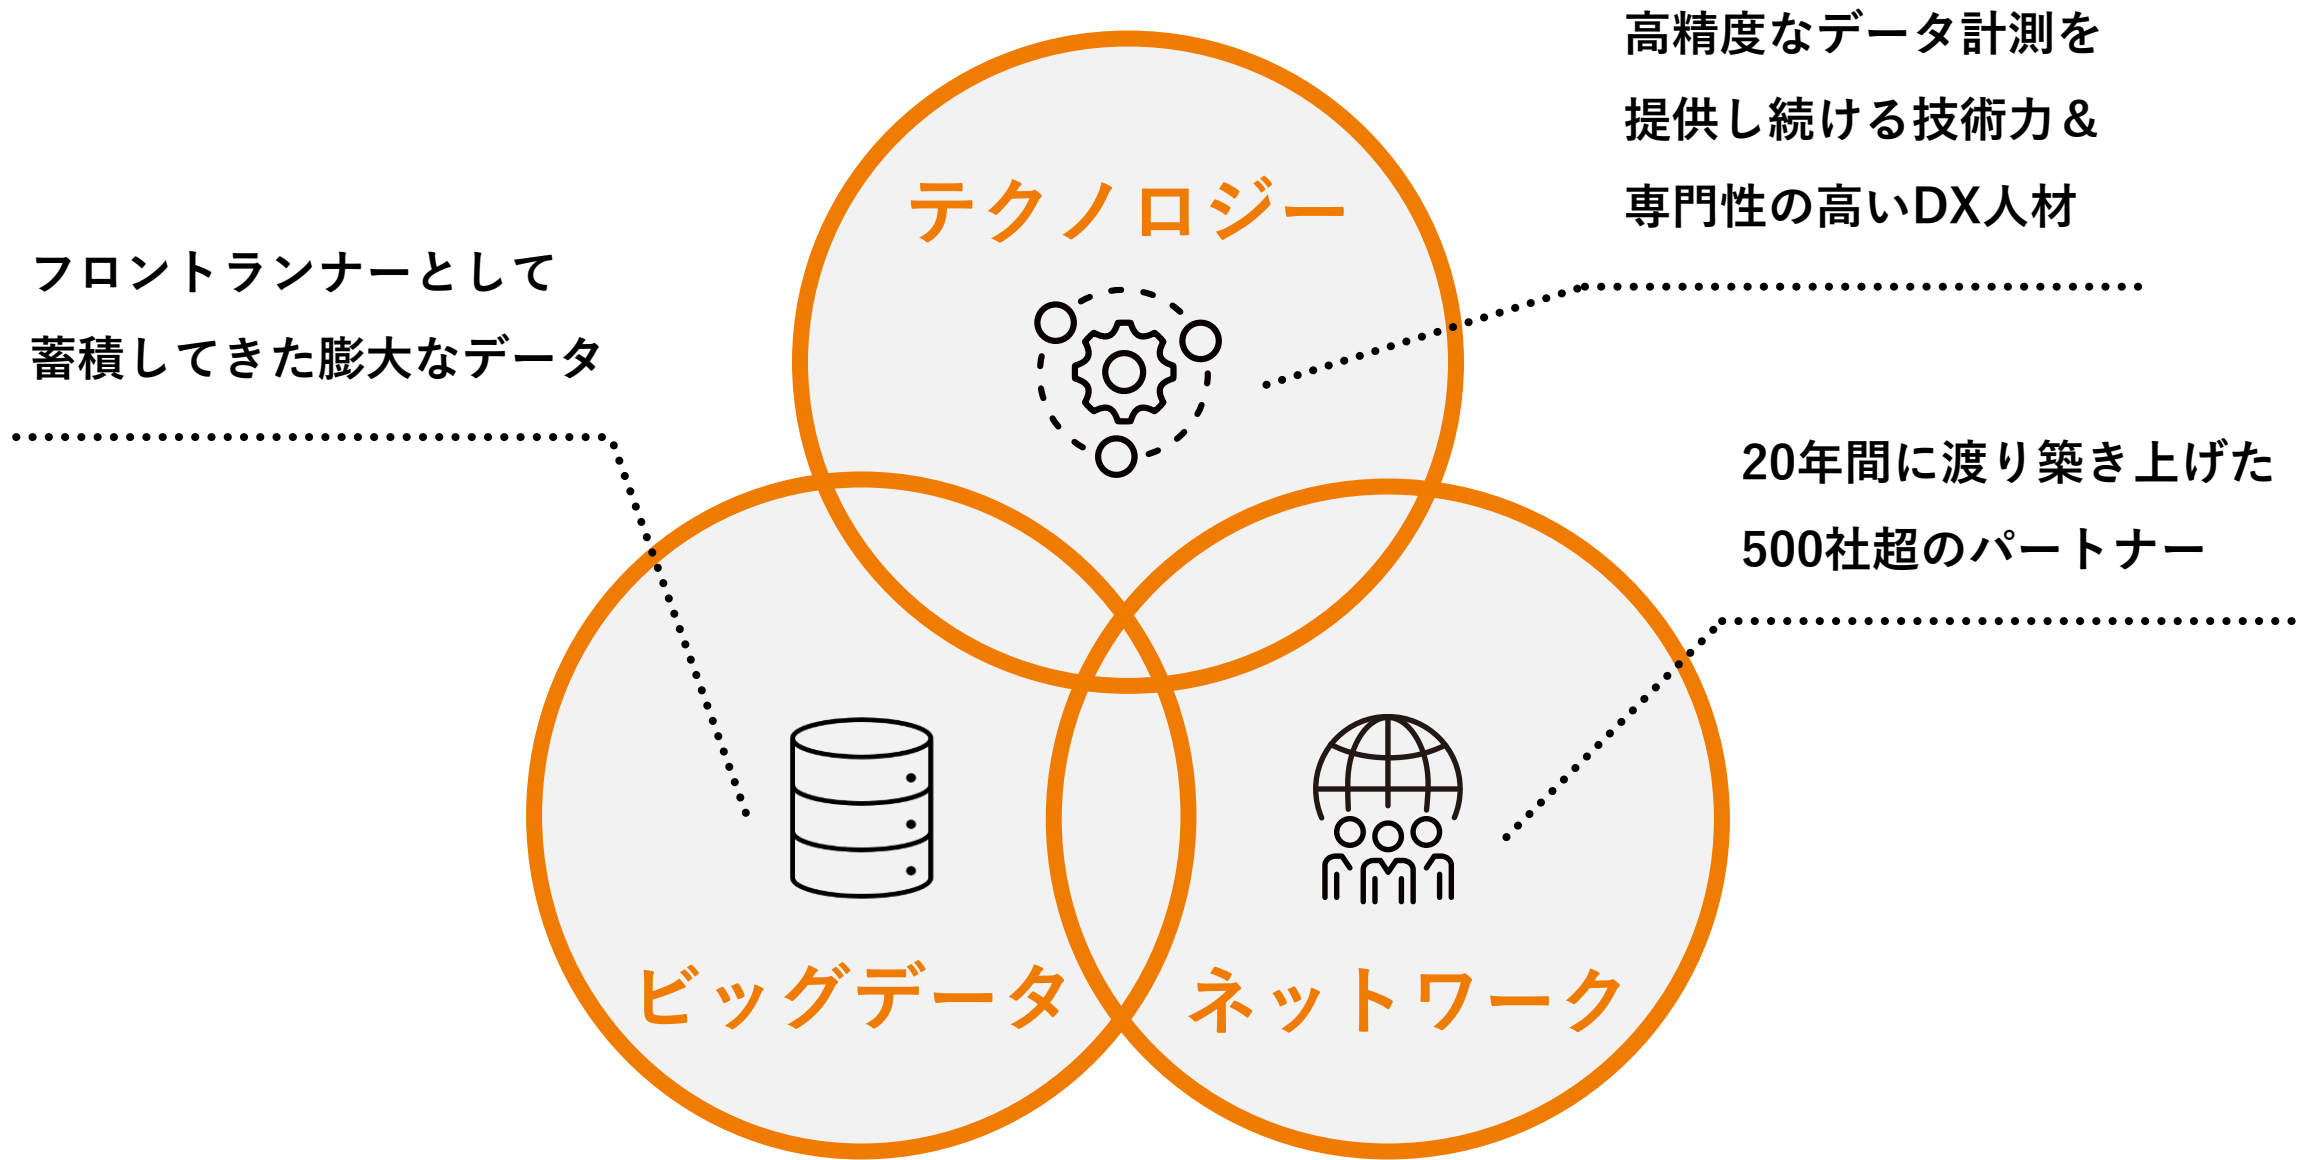 高精度なデータ計測を
提供し続ける技術力＆
専門性の高いDX人材
テクノロジー
フロントランナーとして
蓄積してきた膨大なデータ
20年間に渡り築き上げた
500社超のパートナー
ビッグデータ
ネットワーク